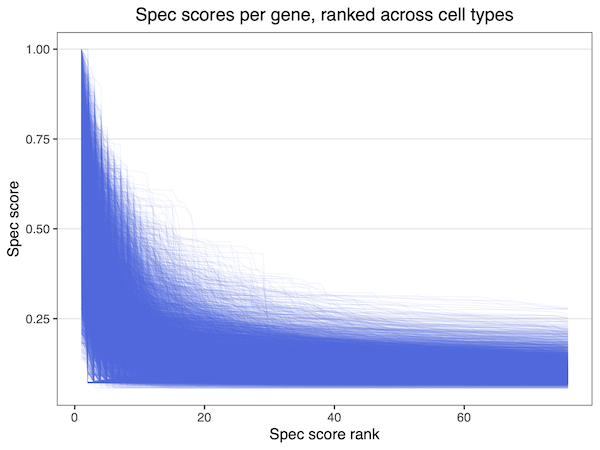 Spec scores per gene, ranked across cell types
1.00
0.75
0.50
0.25
Spec score
0 20 40 60
Spec score rank